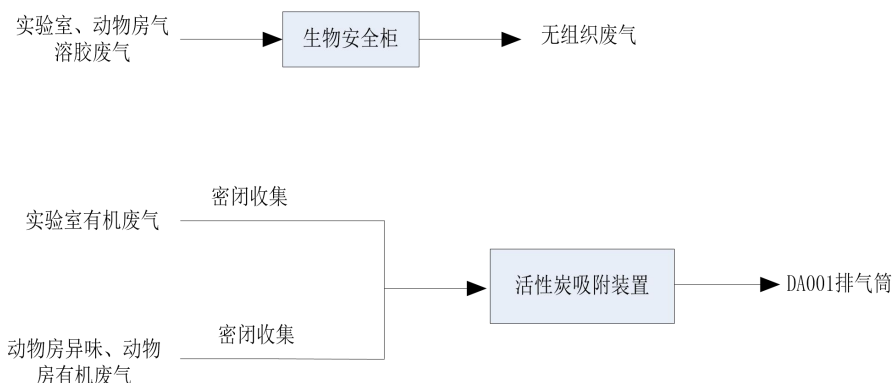 实验室、动物房气
溶胶废气
生物安全柜
无组织废气
密闭收集
实验室有机废气
活性炭吸附装置
DA001排气筒
密闭收集
动物房异味、动物
房有机废气